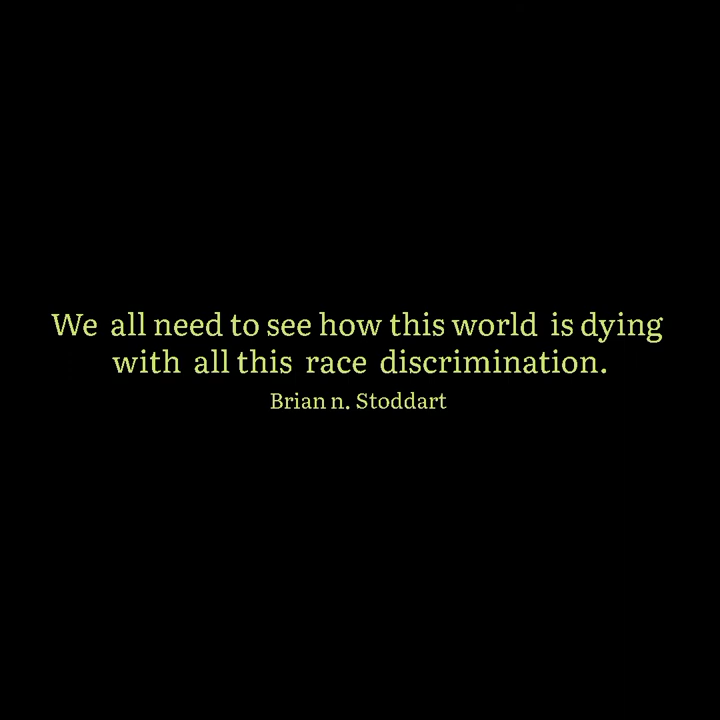 We all need to see how this world is dying
with all this race discrimination.
Brian n. Stoddart